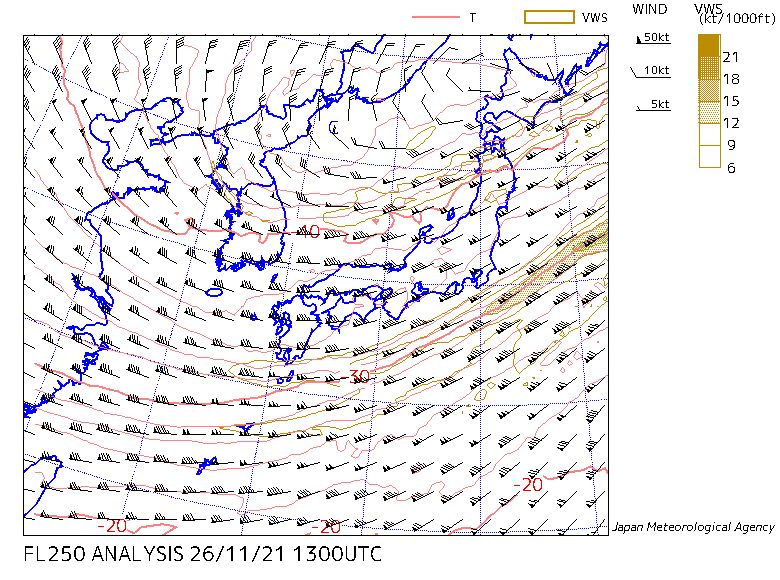 T
VWS
WIND
VWS
(kt/1000ft)
50kt
10kt
5kt
21
18
15
12
9
6
-30
-20
-20
-20
Japan Meteorological Agency
FL250 ANALYSIS 26/11/21 1300UTC